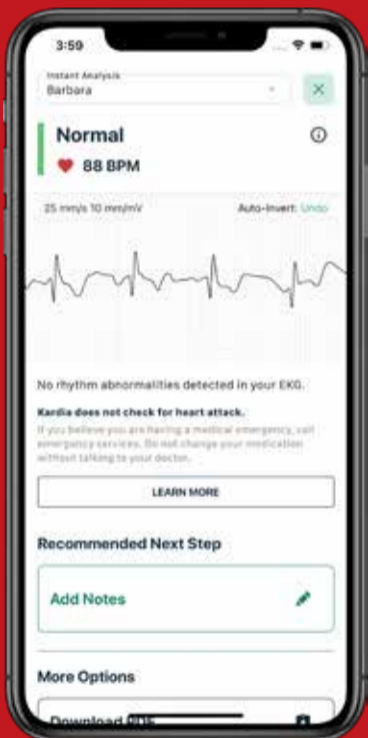 3:59
Instant Analysis
Barbara
Normal
88 BPM
25 mm/s 10 mm/mV
Auto-Invert: Undo
No rhythm abnormalities detected in your EKG.
Kardia does not check for heart attack.
If you believe you are having a medical emergency, call
emergency services. Do not change your medication
without talking to your doctor.
LEARN MORE
Recommended Next Step
Add Notes
More Options
Download PDF